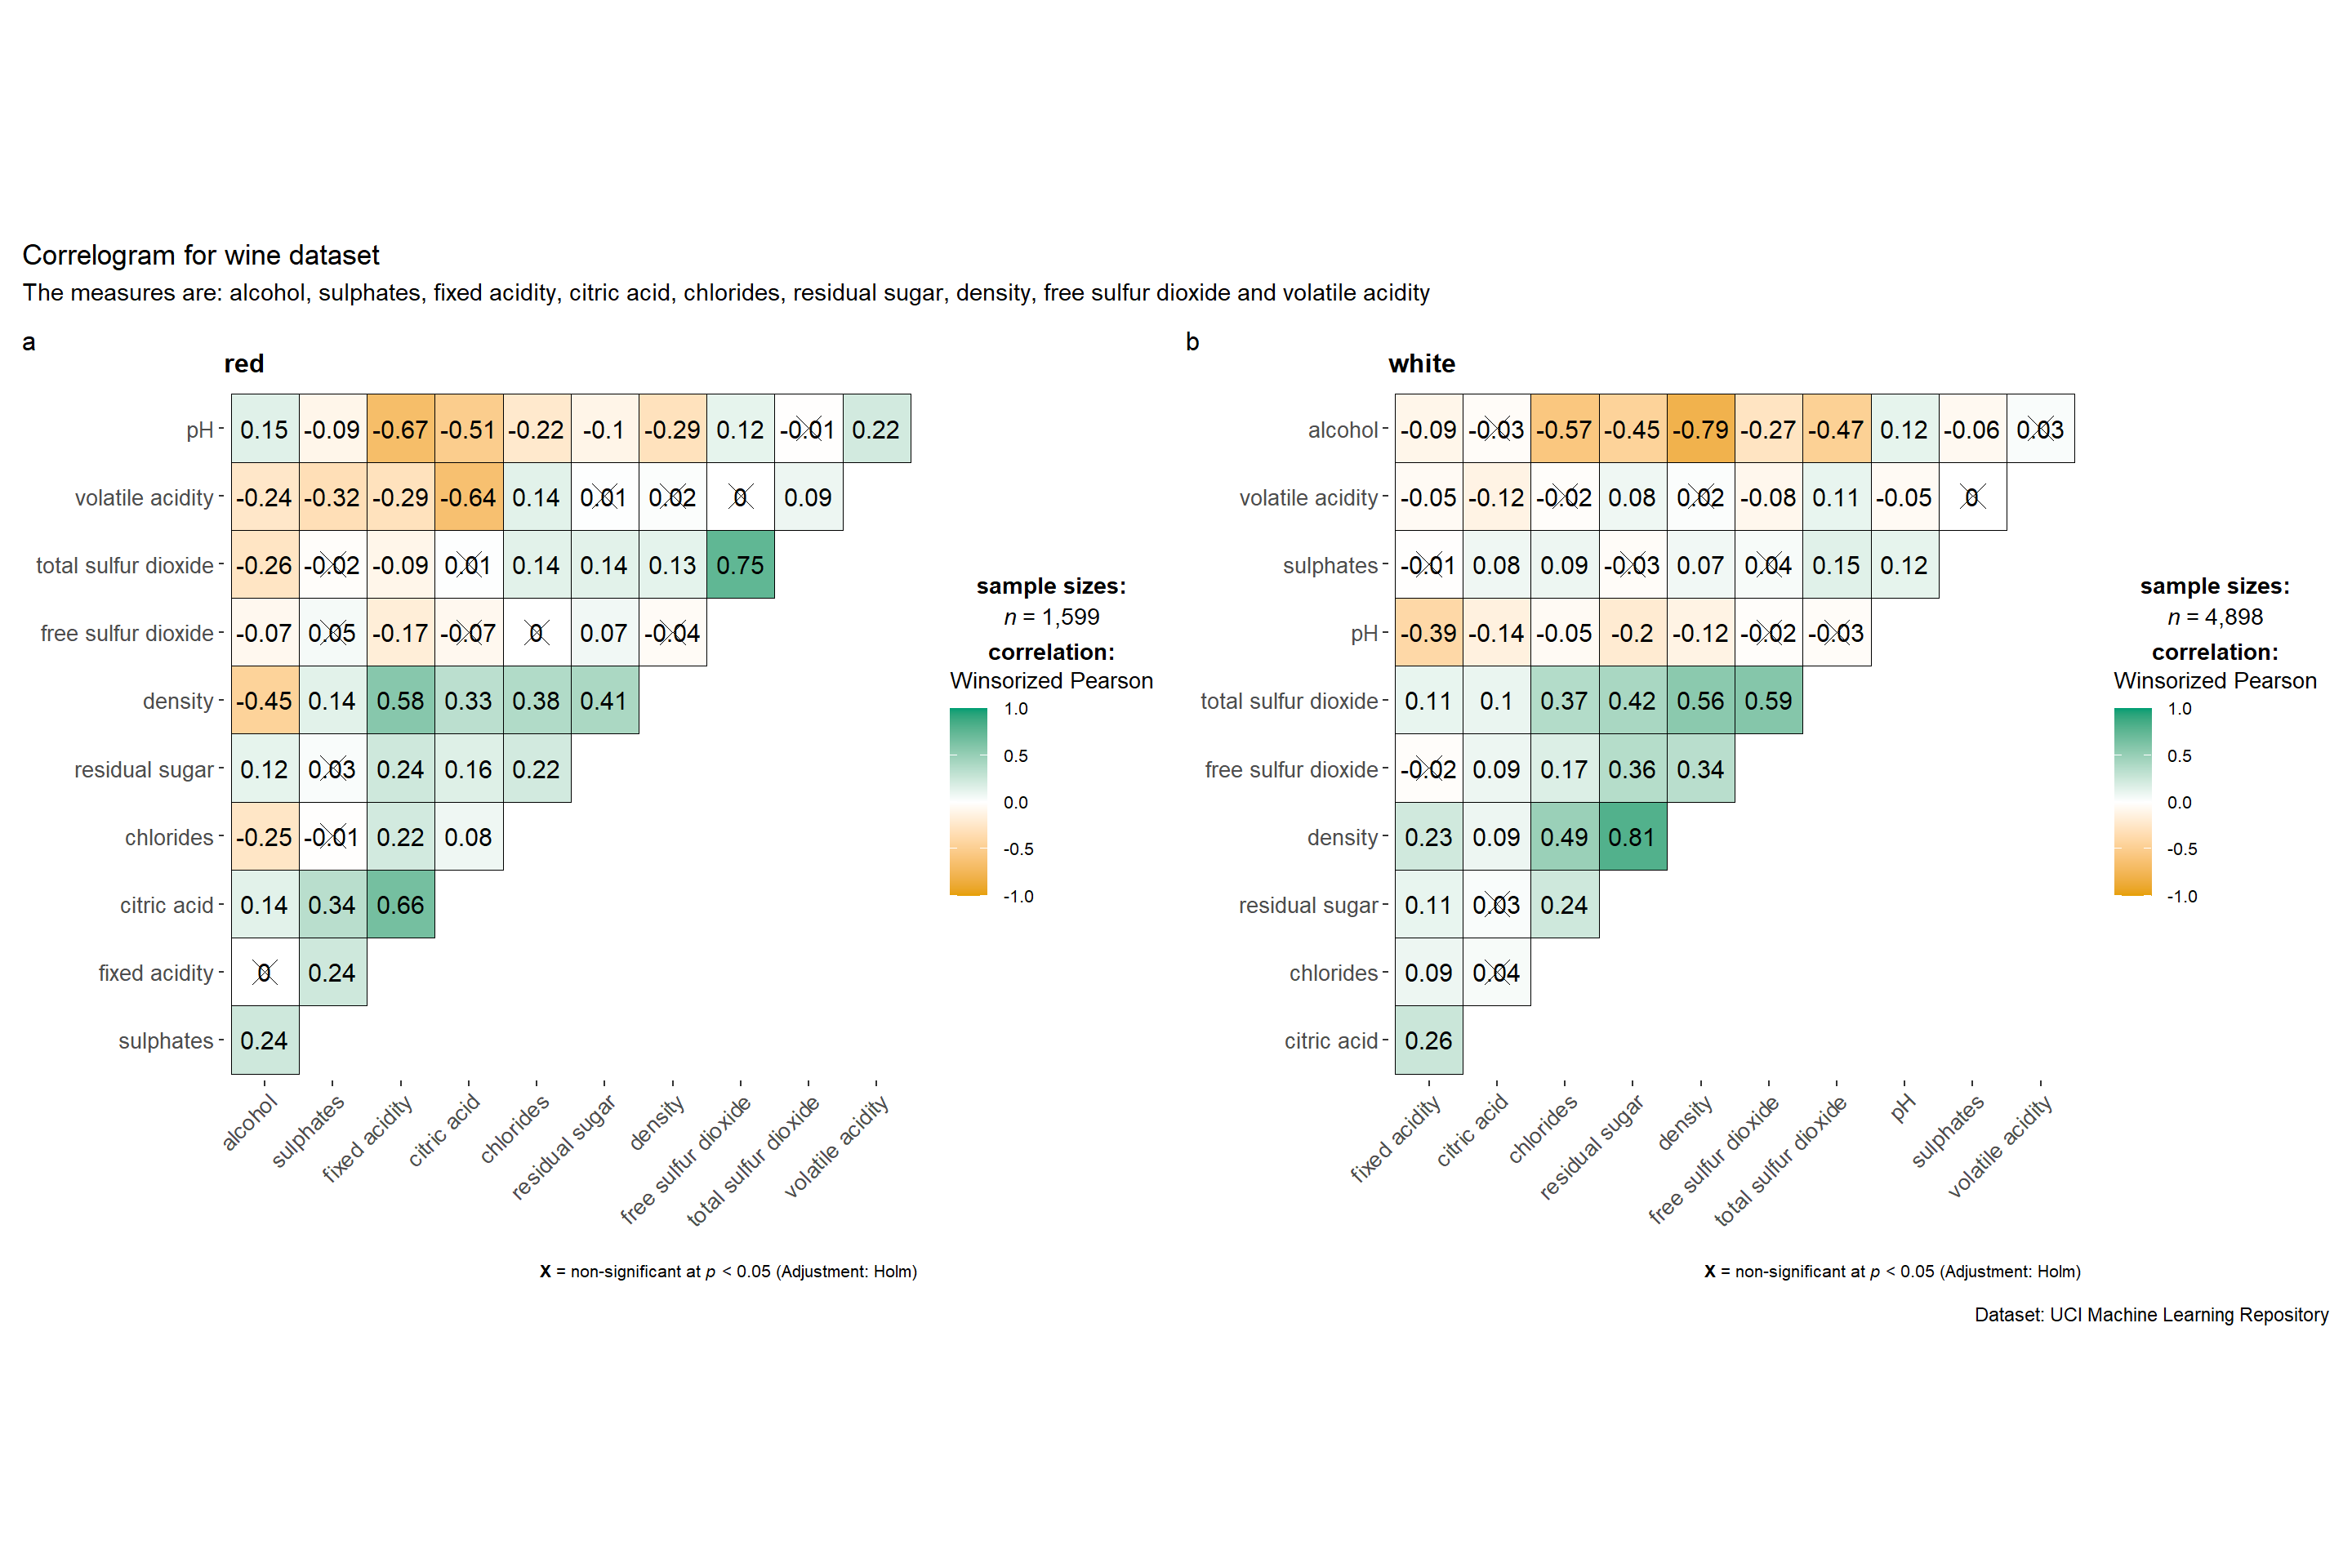 Correlogram for wine dataset
The measures are: alcohol, sulphates, fixed acidity, citric acid, chlorides, residual sugar, density, free sulfur dioxide and volatile acidity
a
red
pH 0.15 -0.09 -0.67 -0.51 -0.22 -0.1 -0.29 0.12 -0.01 0.22
volatile acidity -0.24 -0.32 -0.29 -0.64 0.14 0.01 0.02 0 0.09
total sulfur dioxide -0.26 -0.02 -0.09 0.01 0.14 0.14 0.13 0.75
free sulfur dioxide -0.07 0.05 -0.17 -0.07 0 0.07 -0.04
density -0.45 0.14 0.58 0.33 0.38 0.41
residual sugar 0.12 0.03 0.24 0.16 0.22
chlorides -0.25 -0.01 0.22 0.08
citric acid 0.14 0.34 0.66
fixed acidity 0 0.24
sulphates 0.24
alcohol sulphates fixed acidity citric acid chlorides residual sugar density free sulfur dioxide total sulfur dioxide volatile acidity
sample sizes:
n = 1,599
correlation:
Winsorized Pearson
1.0
0.5
0.0
-0.5
-1.0
X = non-significant at p < 0.05 (Adjustment: Holm)
b
white
alcohol -0.09 -0.03 -0.57 -0.45 -0.79 -0.27 -0.47 0.12 -0.06 0.03
volatile acidity -0.05 -0.12 -0.02 0.08 0.02 -0.08 0.11 -0.05 0
sulphates -0.01 0.08 0.09 -0.03 0.07 0.04 0.15 0.12
pH -0.39 -0.14 -0.05 -0.2 -0.12 -0.02 -0.03
total sulfur dioxide 0.11 0.1 0.37 0.42 0.56 0.59
free sulfur dioxide -0.02 0.09 0.17 0.36 0.34
density 0.23 0.09 0.49 0.81
residual sugar 0.11 0.03 0.24
chlorides 0.09 0.04
citric acid 0.26
fixed acidity citric acid chlorides residual sugar density free sulfur dioxide total sulfur dioxide pH sulphates volatile acidity
sample sizes:
n = 4,898
correlation:
Winsorized Pearson
1.0
0.5
0.0
-0.5
-1.0
X = non-significant at p < 0.05 (Adjustment: Holm)
Dataset: UCI Machine Learning Repository